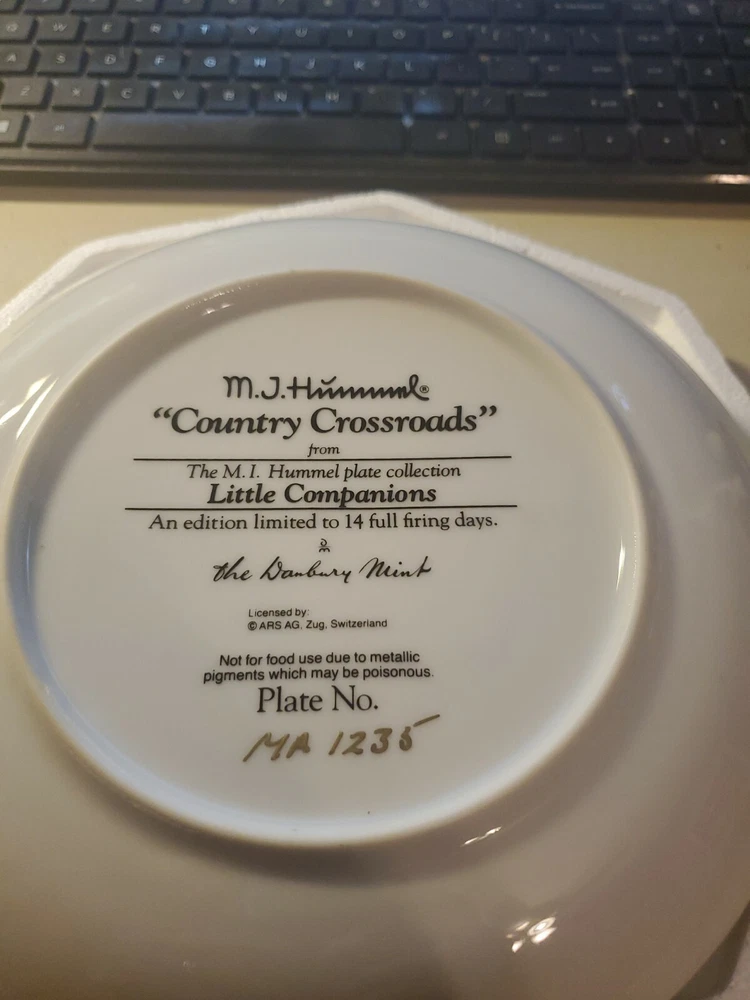 M.J.Hummel®
“Country Crossroads”
from
The M. I. Hummel plate collection
Little Companions
An edition limited to 14 full firing days.
DM
the Danbury Mint
Licensed by:
© ARS AG, Zug, Switzerland
Not for food use due to metallic
pigments which may be poisonous.
Plate No.
MA 1235